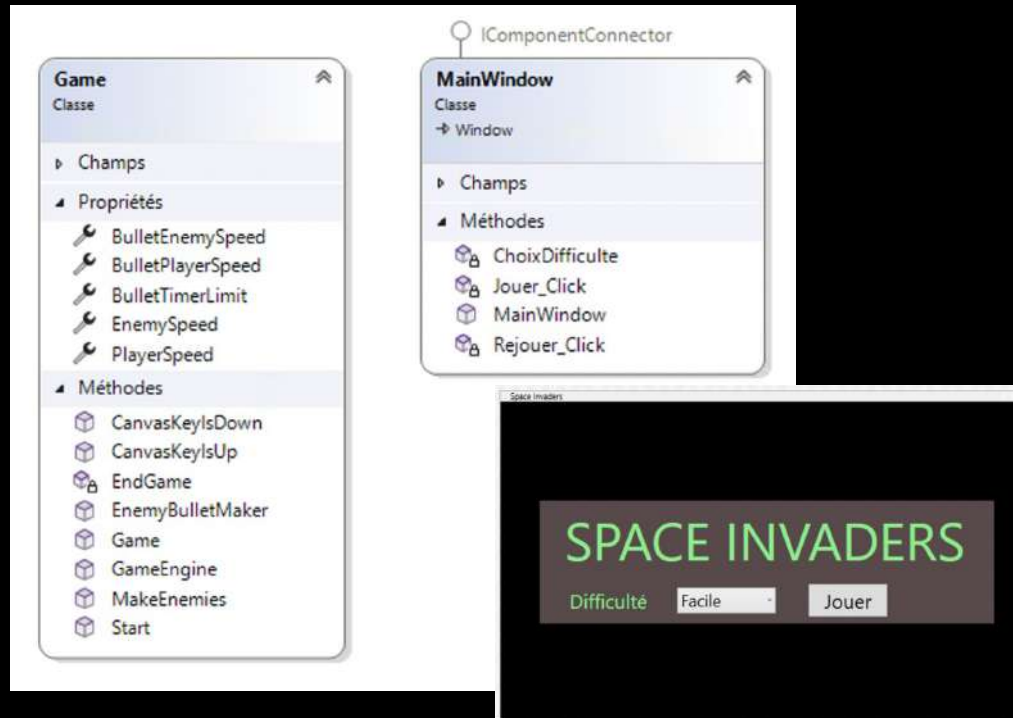 Game
Classe
Champs
Propriétés
BulletEnemySpeed
BulletPlayerSpeed
BulletTimerLimit
EnemySpeed
PlayerSpeed
Méthodes
CanvasKeyIsDown
CanvasKeyIsUp
EndGame
EnemyBulletMaker
Game
GameEngine
MakeEnemies
Start
IComponentConnector
MainWindow
Classe
Window
Champs
Méthodes
ChoixDifficulte
Jouer_Click
MainWindow
Rejouer_Click
Space Invaders
SPACE INVADERS
Difficulté Facile Jouer